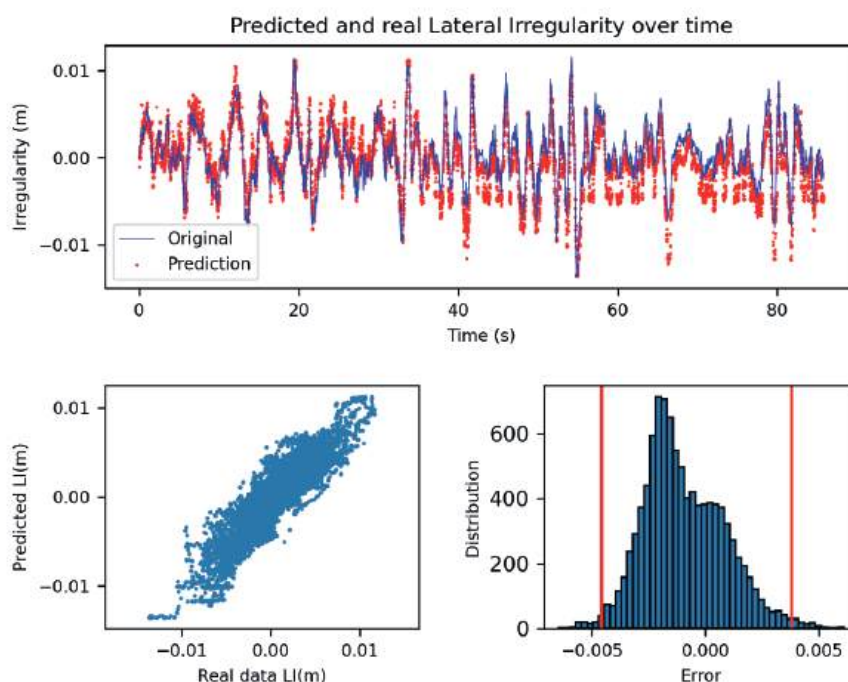 Predicted and real Lateral Irregularity over time
Irregularity (m)
0.01
0.00
−0.01
Original
Prediction
0
20
40
60
80
Time (s)
Predicted LI(m)
0.01
0.00
−0.01
−0.01
0.00
0.01
Real data LI(m)
Distribution
600
400
200
0
−0.005
0.000
0.005
Error